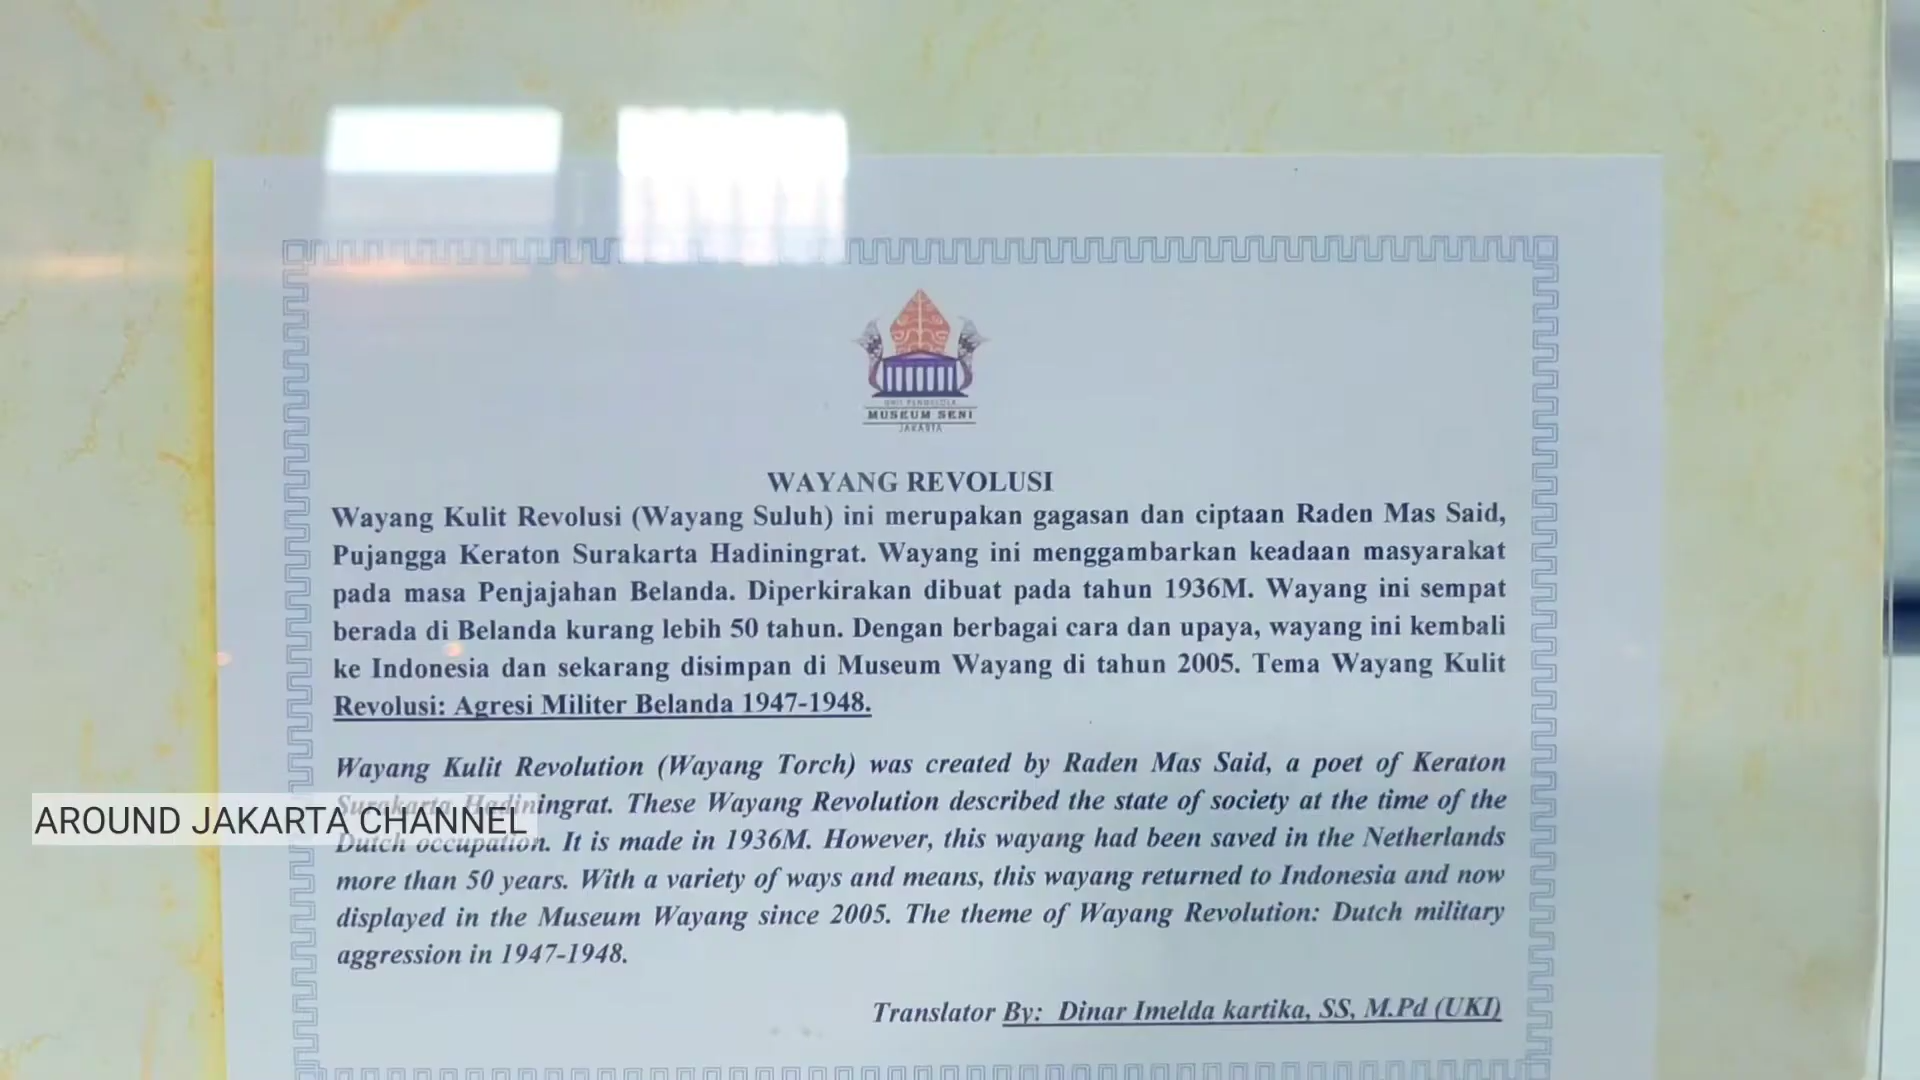 UNIT PENGELOLA
MUSEUM SENI
JAKARTA
WAYANG REVOLUSI
Wayang Kulit Revolusi (Wayang Suluh) ini merupakan gagasan dan ciptaan Raden Mas Said,
Pujangga Keraton Surakarta Hadiningrat. Wayang ini menggambarkan keadaan masyarakat
pada masa Penjajahan Belanda. Diperkirakan dibuat pada tahun 1936M. Wayang ini sempat
berada di Belanda kurang lebih 50 tahun. Dengan berbagai cara dan upaya, wayang ini kembali
ke Indonesia dan sekarang disimpan di Museum Wayang di tahun 2005. Tema Wayang Kulit
Revolusi: Agresi Militer Belanda 1947-1948.
Wayang Kulit Revolution (Wayang Torch) was created by Raden Mas Said, a poet of Keraton
Surakarta Hadiningrat. These Wayang Revolution described the state of society at the time of the
AROUND JAKARTA CHANNEL
Dutch occupation. It is made in 1936M. However, this wayang had been saved in the Netherlands
more than 50 years. With a variety of ways and means, this wayang returned to Indonesia and now
displayed in the Museum Wayang since 2005. The theme of Wayang Revolution: Dutch military
aggression in 1947-1948.
Translator By: Dinar Imelda kartika, SS, M.Pd (UKI)